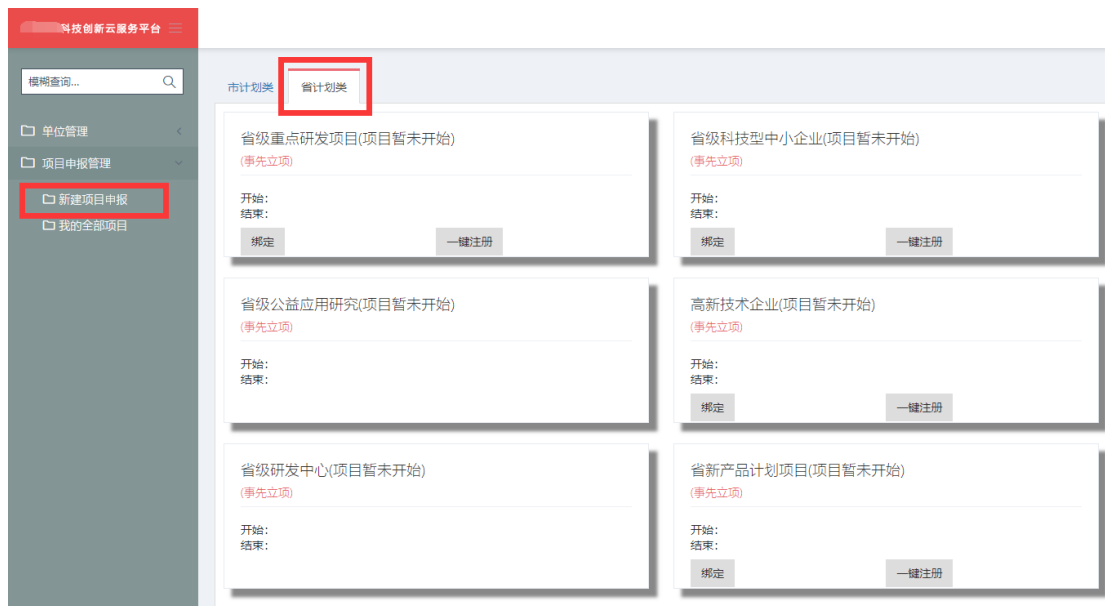 科技创新云服务平台
模糊查询...
单位管理
项目申报管理
新建项目申报
我的全部项目
市计划类
省计划类
省级重点研发项目(项目暂未开始)
(事先立项)
开始:
结束:
绑定
一键注册
省级科技型中小企业(项目暂未开始)
(事先立项)
开始:
结束:
绑定
一键注册
省级公益应用研究(项目暂未开始)
(事先立项)
开始:
结束:
高新技术企业(项目暂未开始)
(事先立项)
开始:
结束:
绑定
一键注册
省级研发中心(项目暂未开始)
(事先立项)
开始:
结束:
省新产品计划项目(项目暂未开始)
(事先立项)
开始:
结束:
绑定
一键注册